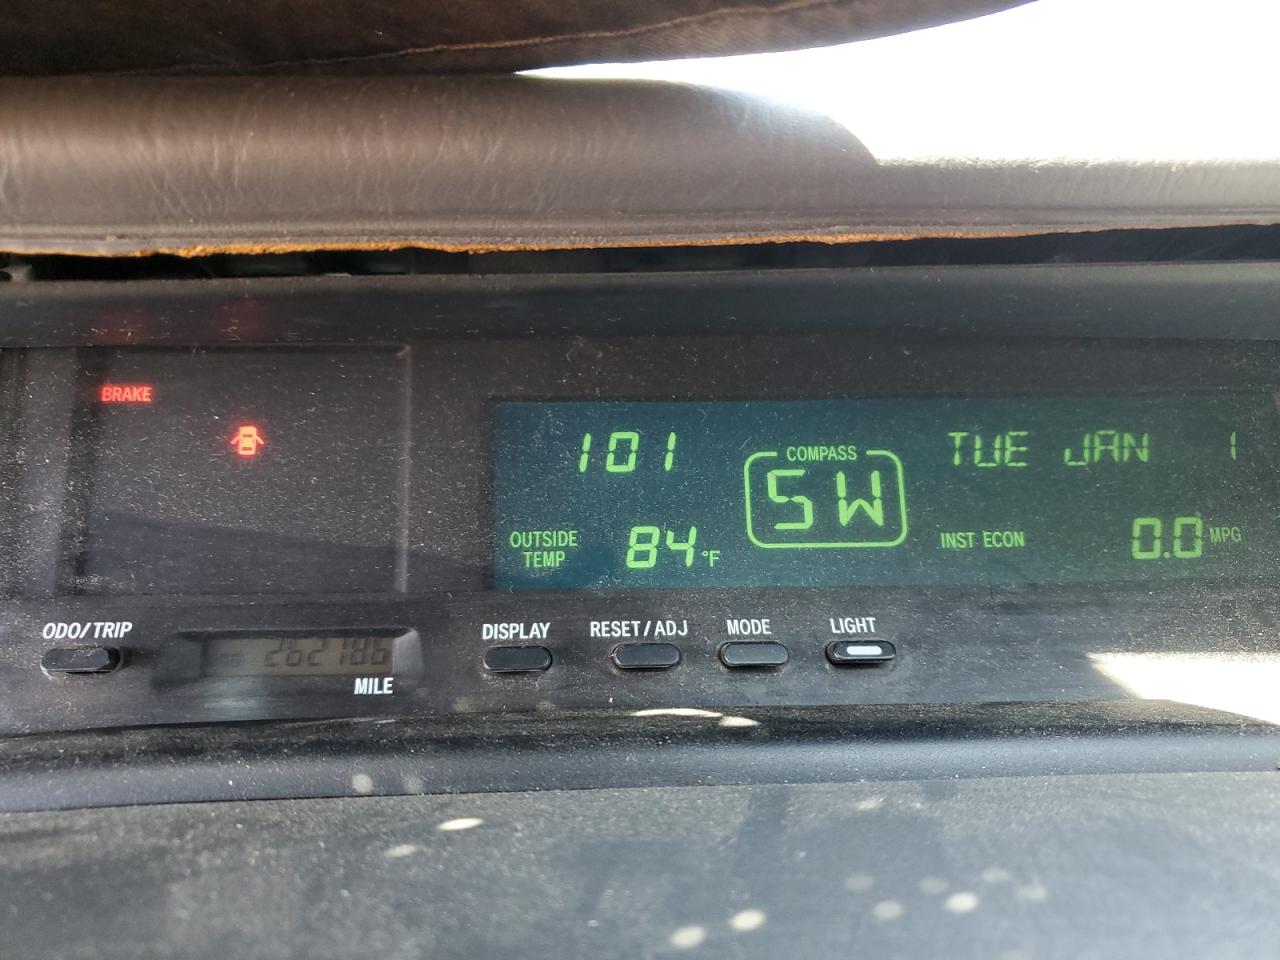 BRAKE
101
COMPASS
SW
TUE JAN 1
OUTSIDE
TEMP
84°F
INST ECON
0.0 MPG
ODO/TRIP
262186
MILE
DISPLAY
RESET/ADJ
MODE
LIGHT